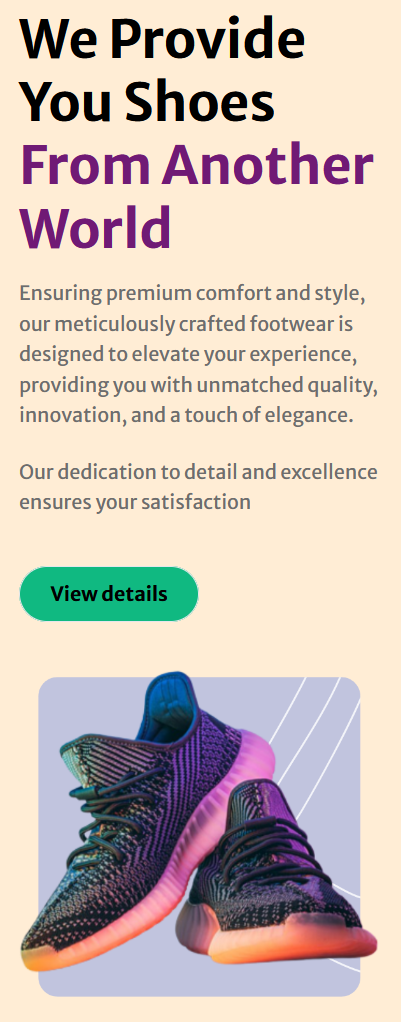 We Provide
You Shoes
From Another
World
Ensuring premium comfort and style,
our meticulously crafted footwear is
designed to elevate your experience,
providing you with unmatched quality,
innovation, and a touch of elegance.
Our dedication to detail and excellence
ensures your satisfaction
View details